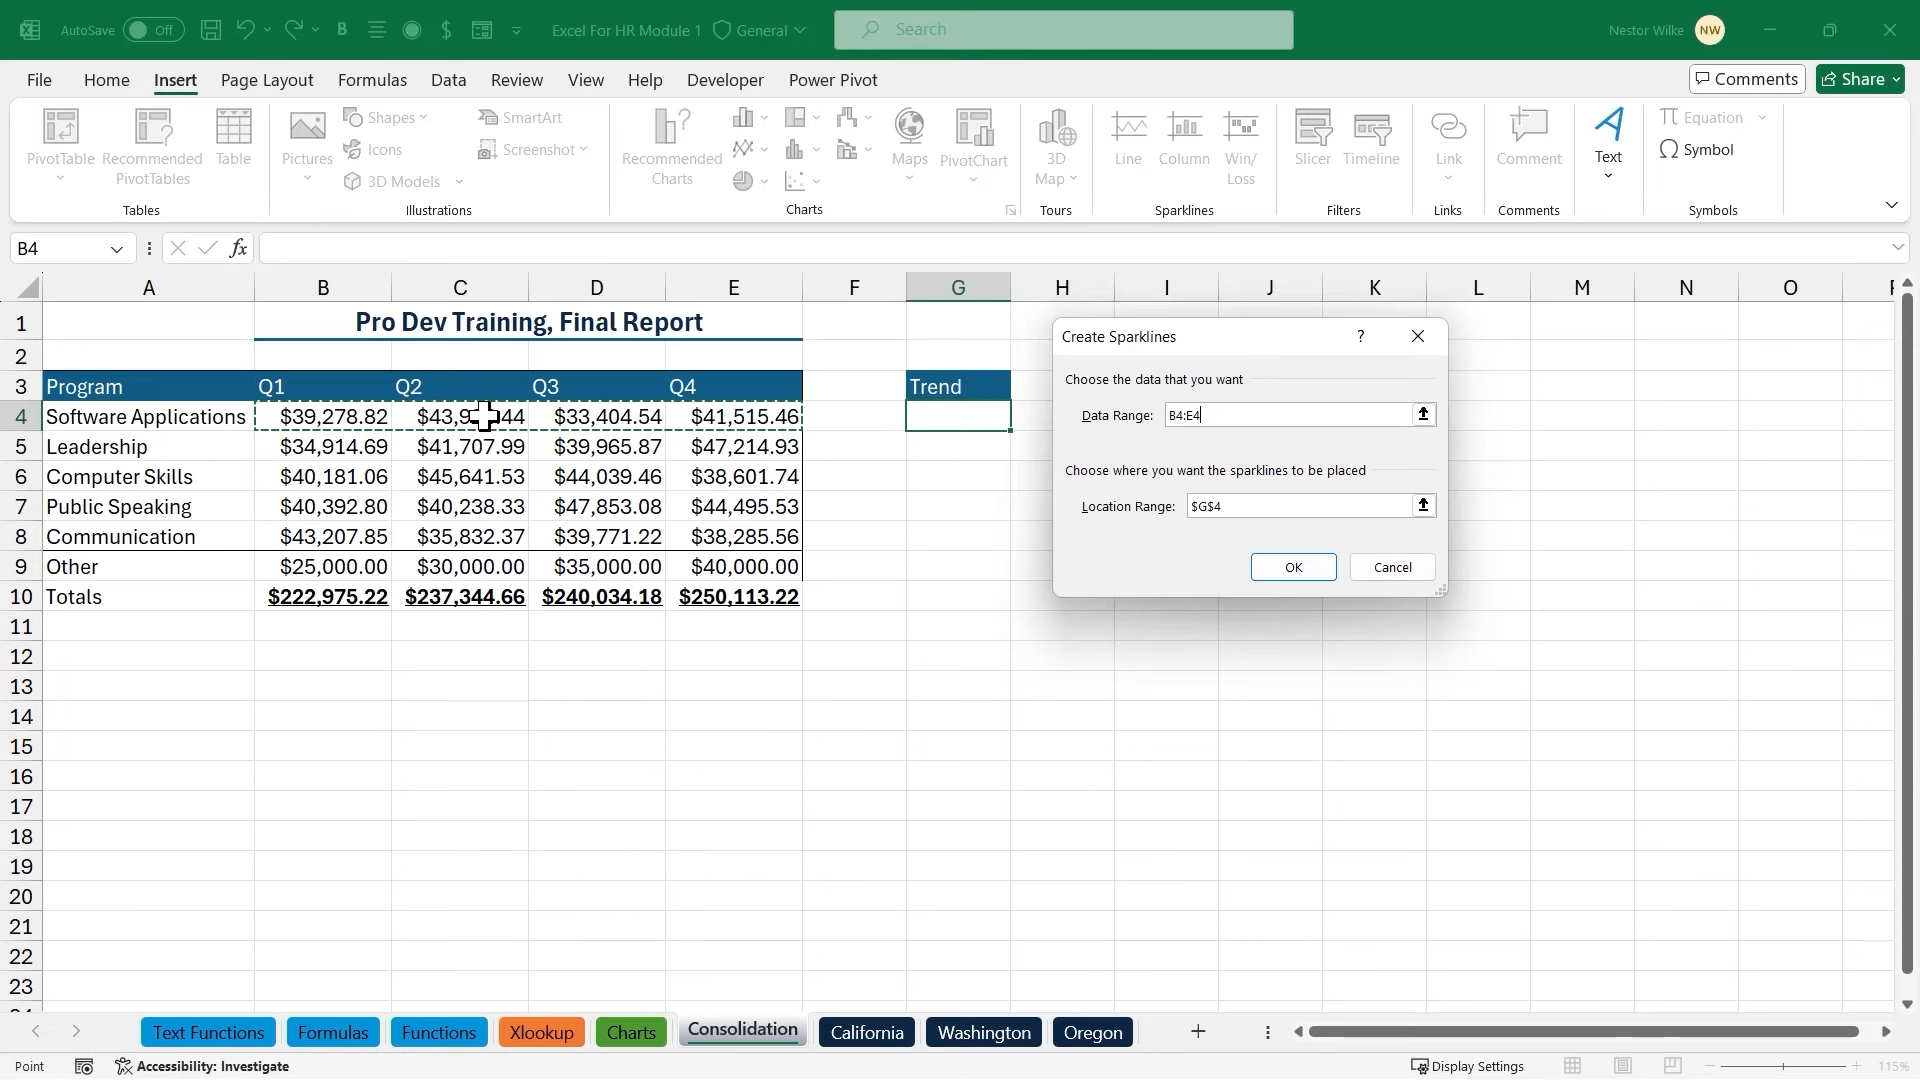 AutoSave Off B $ Excel For HR Module 1 General Search Nestor Wilke NW
File Home Insert Page Layout Formulas Data Review View Help Developer Power Pivot Comments Share
PivotTable Recommended PivotTables Table Pictures Shapes Icons 3D Models SmartArt Screenshot Recommended Charts Maps PivotChart 3D Map Line Column Win/ Loss Slicer Timeline Link Comment Text Equation Symbol
Tables Illustrations Charts Tours Sparklines Filters Links Comments Symbols
B4 fx
A B C D E F G H I J K L M N O
1 Pro Dev Training, Final Report
2
3 Program Q1 Q2 Q3 Q4 Trend
4 Software Applications $39,278.82 $33,404.54 $41,515.46
5 Leadership $34,914.69 $41,707.99 $39,965.87 $47,214.93
6 Computer Skills $40,181.06 $45,641.53 $44,039.46 $38,601.74
7 Public Speaking $40,392.80 $40,238.33 $47,853.08 $44,495.53
8 Communication $43,207.85 $35,832.37 $39,771.22 $38,285.56
9 Other $25,000.00 $30,000.00 $35,000.00 $40,000.00
10 Totals $222,975.22 $237,344.66 $240,034.18 $250,113.22
11
12
13
14
15
16
17
18
19
20
21
22
23
Create Sparklines ?
Choose the data that you want
Data Range: B4:E4
Choose where you want the sparklines to be placed
Location Range: $G$4
OK Cancel
Text Functions Formulas Functions Xlookup Charts Consolidation California Washington Oregon
Point Accessibility: Investigate Display Settings 115%